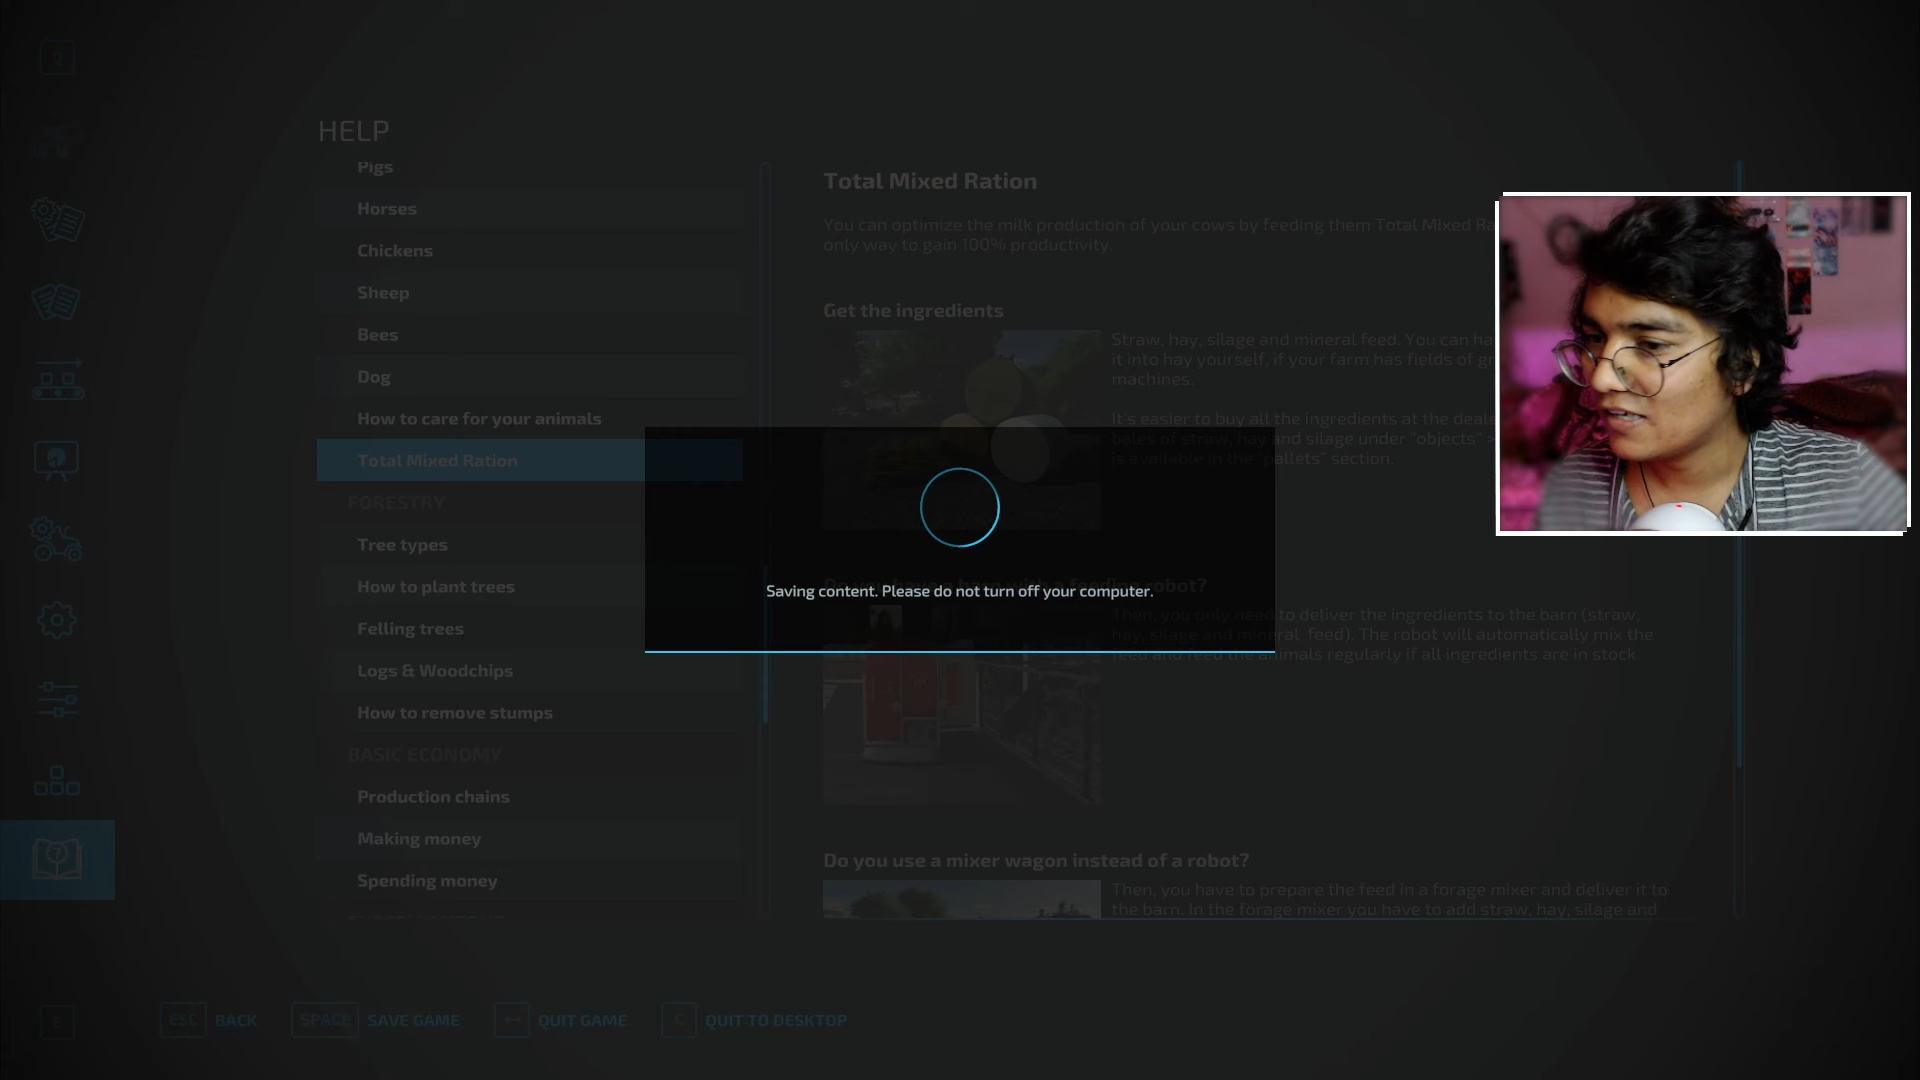 Q
HELP
Pigs
Horses
Chickens
Sheep
Bees
Dog
How to care for your animals
Total Mixed Ration
FORESTRY
Tree types
How to plant trees
Felling trees
Logs & Woodchips
How to remove stumps
BASIC ECONOMY
Production chains
Making money
Spending money
Total Mixed Ration
You can optimize the milk production of your cows by feeding them Total Mixed
only way to gain 100% productivity.
Get the ingredients
Straw, hay, silage and mineral feed. You can
it into hay yourself, if your farm has fields of
machines.
It's easier to buy all the ingredients at the
bales of straw, hay and silage under "objects" >
is available in the "pallets" section.
Do you have a barn with a feeding robot?
Then, you only need to deliver the ingredients to the barn (straw,
hay, silage and mineral feed). The robot will automatically mix the
feed and feed the animals regularly if all ingredients are in stock.
Do you use a mixer wagon instead of a robot?
Then, you have to prepare the feed in a forage mixer and deliver it to
the barn. In the forage mixer you have to add straw, hay, silage and
Saving content. Please do not turn off your computer.
E
ESC BACK SPACE SAVE GAME QUIT GAME C QUIT TO DESKTOP